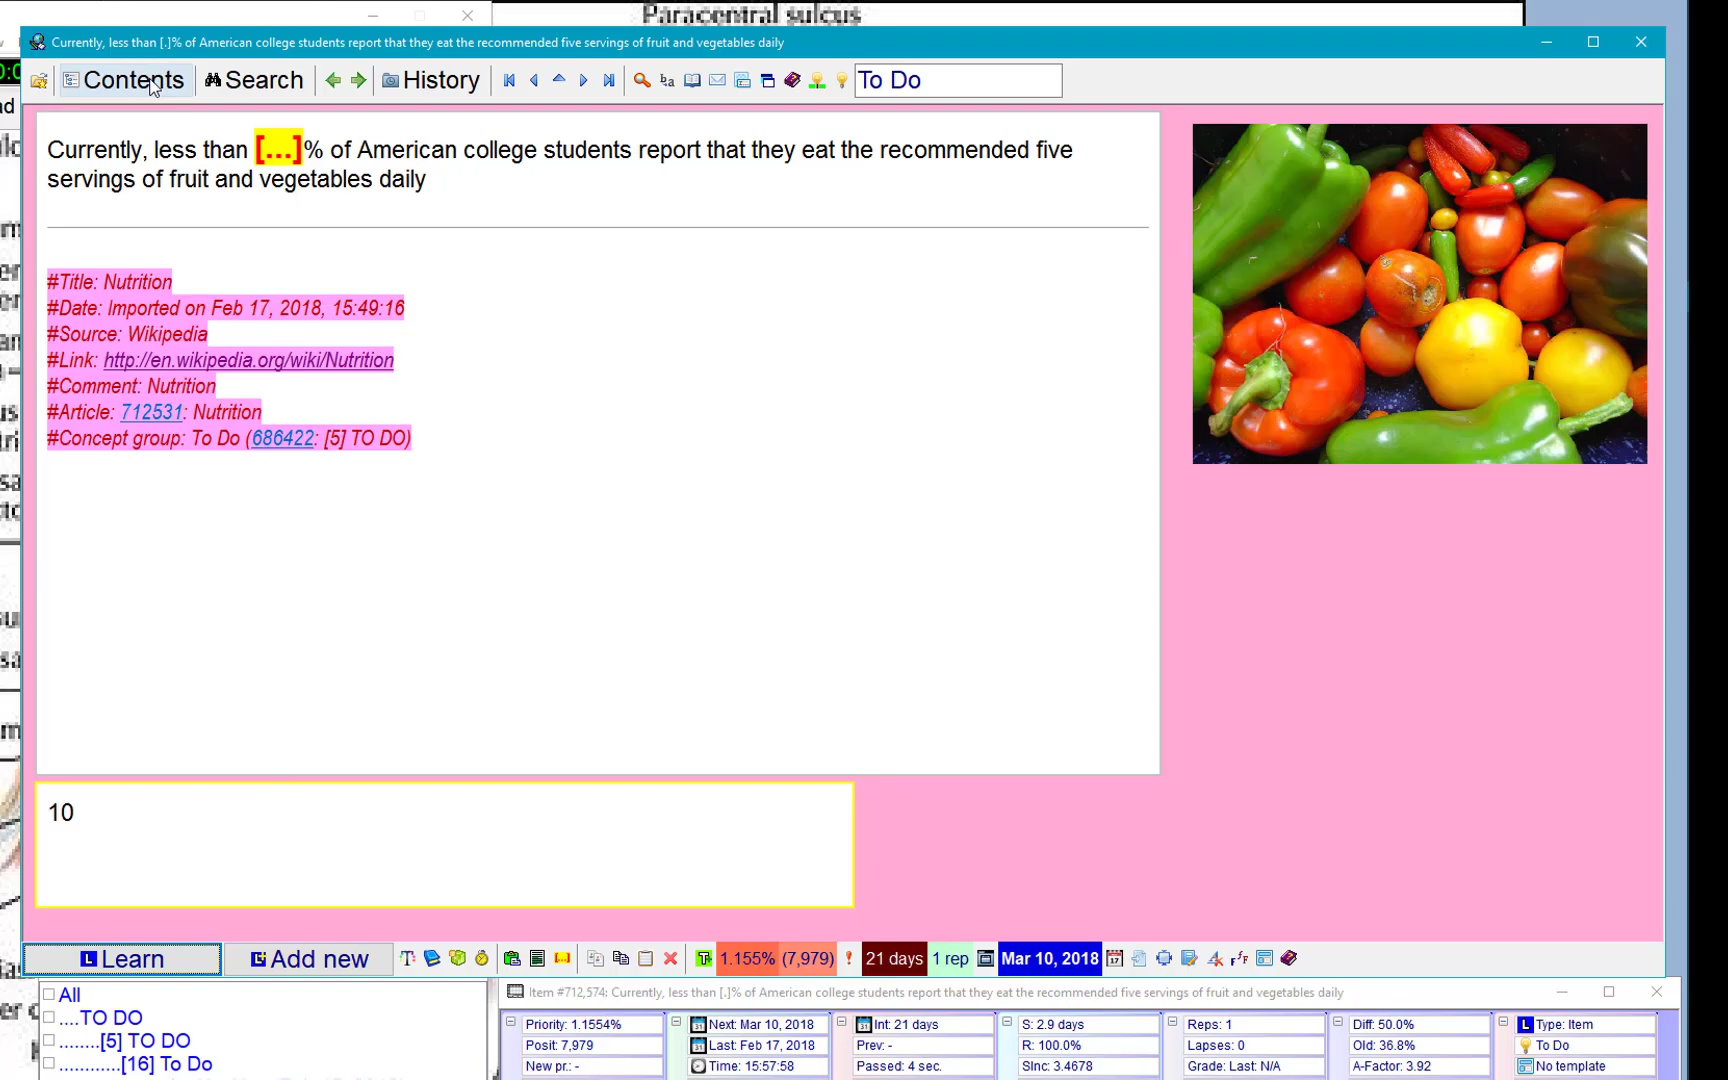 Paracentral sulcus
Currently, less than [.]% of American college students report that they eat the recommended five servings of fruit and vegetables daily
Contents Search History To Do
Currently, less than [...]% of American college students report that they eat the recommended five
servings of fruit and vegetables daily
#Title: Nutrition
#Date: Imported on Feb 17, 2018, 15:49:16
#Source: Wikipedia
#Link: http://en.wikipedia.org/wiki/Nutrition
#Comment: Nutrition
#Article: 712531: Nutrition
#Concept group: To Do (686422: [5] TO DO)
10
Learn Add new 1.155% (7,979) 21 days 1 rep Mar 10, 2018
All
....TO DO
........[5] TO DO
............[16] To Do
Item #712,574: Currently, less than [.]% of American college students report that they eat the recommended five servings of fruit and vegetables daily
Priority: 1.1554% Next: Mar 10, 2018 Int: 21 days S: 2.9 days Reps: 1 Diff: 50.0% Type: Item
Posit: 7,979 Last: Feb 17, 2018 Prev: - R: 100.0% Lapses: 0 Old: 36.8% To Do
New pr.: - Time: 15:57:58 Passed: 4 sec. SInc: 3.4678 Grade: Last: N/A A-Factor: 3.92 No template